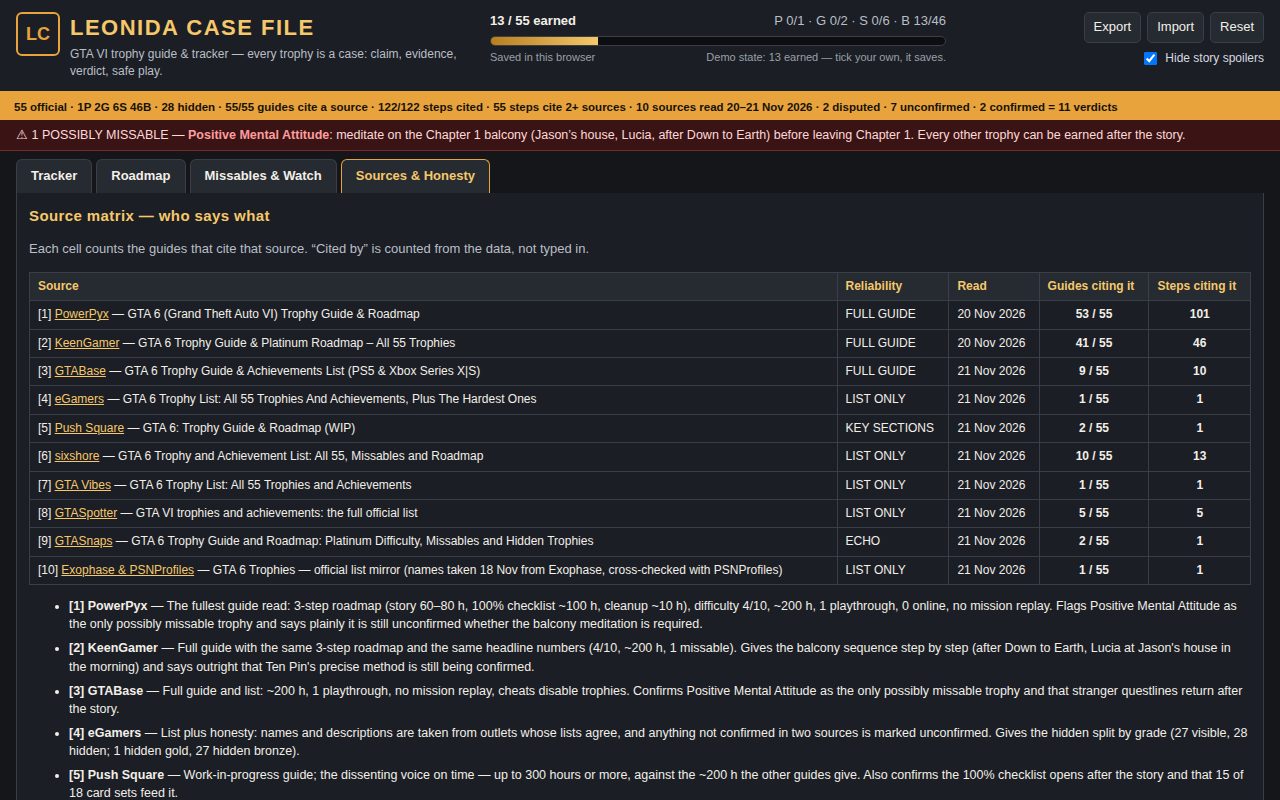 LC
LEONIDA CASE FILE
GTA VI trophy guide & tracker — every trophy is a case: claim, evidence,
verdict, safe play.
13 / 55 earned
P 0/1 · G 0/2 · S 0/6 · B 13/46
Saved in this browser
Demo state: 13 earned — tick your own, it saves.
Export
Import
Reset
Hide story spoilers
55 official · 1P 2G 6S 46B · 28 hidden · 55/55 guides cite a source · 122/122 steps cited · 55 steps cite 2+ sources · 10 sources read 20–21 Nov 2026 · 2 disputed · 7 unconfirmed · 2 confirmed = 11 verdicts
⚠ 1 POSSIBLY MISSABLE — Positive Mental Attitude: meditate on the Chapter 1 balcony (Jason's house, Lucia, after Down to Earth) before leaving Chapter 1. Every other trophy can be earned after the story.
Tracker
Roadmap
Missables & Watch
Sources & Honesty
Source matrix — who says what
Each cell counts the guides that cite that source. “Cited by” is counted from the data, not typed in.
Source Reliability Read Guides citing it Steps citing it
[1] PowerPyx — GTA 6 (Grand Theft Auto VI) Trophy Guide & Roadmap FULL GUIDE 20 Nov 2026 53 / 55 101
[2] KeenGamer — GTA 6 Trophy Guide & Platinum Roadmap – All 55 Trophies FULL GUIDE 20 Nov 2026 41 / 55 46
[3] GTABase — GTA 6 Trophy Guide & Achievements List (PS5 & Xbox Series X|S) FULL GUIDE 21 Nov 2026 9 / 55 10
[4] eGamers — GTA 6 Trophy List: All 55 Trophies And Achievements, Plus The Hardest Ones LIST ONLY 21 Nov 2026 1 / 55 1
[5] Push Square — GTA 6: Trophy Guide & Roadmap (WIP) KEY SECTIONS 21 Nov 2026 2 / 55 1
[6] sixshore — GTA 6 Trophy and Achievement List: All 55, Missables and Roadmap LIST ONLY 21 Nov 2026 10 / 55 13
[7] GTA Vibes — GTA 6 Trophy List: All 55 Trophies and Achievements LIST ONLY 21 Nov 2026 1 / 55 1
[8] GTASpotter — GTA VI trophies and achievements: the full official list LIST ONLY 21 Nov 2026 5 / 55 5
[9] GTASnaps — GTA 6 Trophy Guide and Roadmap: Platinum Difficulty, Missables and Hidden Trophies ECHO 21 Nov 2026 2 / 55 1
[10] Exophase & PSNProfiles — GTA 6 Trophies — official list mirror (names taken 18 Nov from Exophase, cross-checked with PSNProfiles) LIST ONLY 21 Nov 2026 1 / 55 1
• [1] PowerPyx — The fullest guide read: 3-step roadmap (story 60–80 h, 100% checklist ~100 h, cleanup ~10 h), difficulty 4/10, ~200 h, 1 playthrough, 0 online, no mission replay. Flags Positive Mental Attitude as
the only possibly missable trophy and says plainly it is still unconfirmed whether the balcony meditation is required.
• [2] KeenGamer — Full guide with the same 3-step roadmap and the same headline numbers (4/10, ~200 h, 1 missable). Gives the balcony sequence step by step (after Down to Earth, Lucia at Jason's house in
the morning) and says outright that Ten Pin's precise method is still being confirmed.
• [3] GTABase — Full guide and list: ~200 h, 1 playthrough, no mission replay, cheats disable trophies. Confirms Positive Mental Attitude as the only possibly missable trophy and that stranger questlines return after
the story.
• [4] eGamers — List plus honesty: names and descriptions are taken from outlets whose lists agree, and anything not confirmed in two sources is marked unconfirmed. Gives the hidden split by grade (27 visible, 28
hidden; 1 hidden gold, 27 hidden bronze).
• [5] Push Square — Work-in-progress guide; the dissenting voice on time — up to 300 hours or more, against the ~200 h the other guides give. Also confirms the 100% checklist opens after the story and that 15 of
18 card sets feed it.